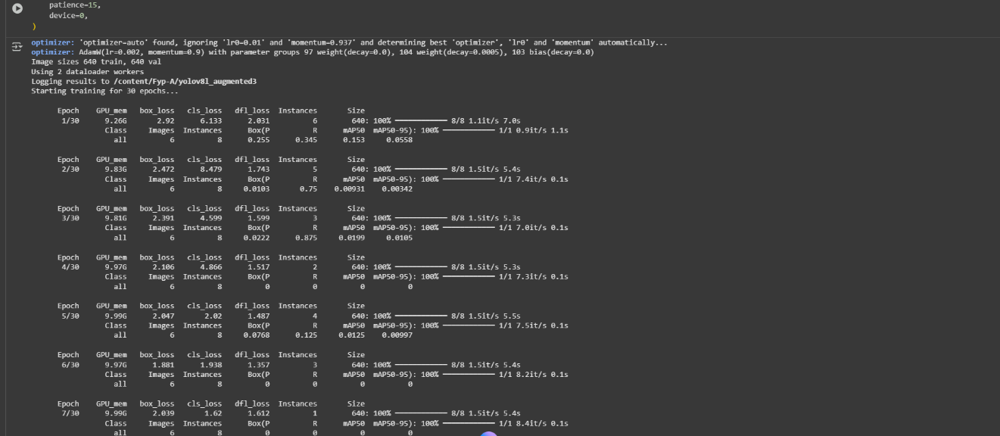 patience=15,
device=0,
)
optimizer: 'optimizer=auto' found, ignoring 'lr0=0.01' and 'momentum=0.937' and determining best 'optimizer', 'lr0' and 'momentum' automatically...
optimizer: AdamW(lr=0.002, momentum=0.9) with parameter groups 97 weight(decay=0.0), 104 weight(decay=0.0005), 103 bias(decay=0.0)
Image sizes 640 train, 640 val
Using 2 dataloader workers
Logging results to /content/Fyp-A/yolov8l_augmented3
Starting training for 30 epochs...
Epoch GPU_mem box_loss cls_loss dfl_loss Instances Size
1/30 9.26G 2.92 6.133 2.031 6 640: 100% 8/8 1.1it/s 7.0s
Class Images Instances Box(P R mAP50 mAP50-95): 100% 1/1 0.9it/s 1.1s
all 6 8 0.255 0.345 0.153 0.0558
Epoch GPU_mem box_loss cls_loss dfl_loss Instances Size
2/30 9.83G 2.472 8.479 1.743 5 640: 100% 8/8 1.5it/s 5.4s
Class Images Instances Box(P R mAP50 mAP50-95): 100% 1/1 7.4it/s 0.1s
all 6 8 0.0103 0.75 0.00931 0.00342
Epoch GPU_mem box_loss cls_loss dfl_loss Instances Size
3/30 9.81G 2.391 4.599 1.599 3 640: 100% 8/8 1.5it/s 5.3s
Class Images Instances Box(P R mAP50 mAP50-95): 100% 1/1 7.0it/s 0.1s
all 6 8 0.0222 0.875 0.0199 0.0105
Epoch GPU_mem box_loss cls_loss dfl_loss Instances Size
4/30 9.97G 2.106 4.866 1.517 2 640: 100% 8/8 1.5it/s 5.3s
Class Images Instances Box(P R mAP50 mAP50-95): 100% 1/1 7.3it/s 0.1s
all 6 8 0 0 0 0
Epoch GPU_mem box_loss cls_loss dfl_loss Instances Size
5/30 9.99G 2.047 2.02 1.487 4 640: 100% 8/8 1.5it/s 5.5s
Class Images Instances Box(P R mAP50 mAP50-95): 100% 1/1 7.5it/s 0.1s
all 6 8 0.0768 0.125 0.0125 0.00997
Epoch GPU_mem box_loss cls_loss dfl_loss Instances Size
6/30 9.97G 1.881 1.938 1.357 3 640: 100% 8/8 1.5it/s 5.4s
Class Images Instances Box(P R mAP50 mAP50-95): 100% 1/1 8.2it/s 0.1s
all 6 8 0 0 0 0
Epoch GPU_mem box_loss cls_loss dfl_loss Instances Size
7/30 9.99G 2.039 1.62 1.612 1 640: 100% 8/8 1.5it/s 5.4s
Class Images Instances Box(P R mAP50 mAP50-95): 100% 1/1 8.4it/s 0.1s
all 6 8 0 0 0 0